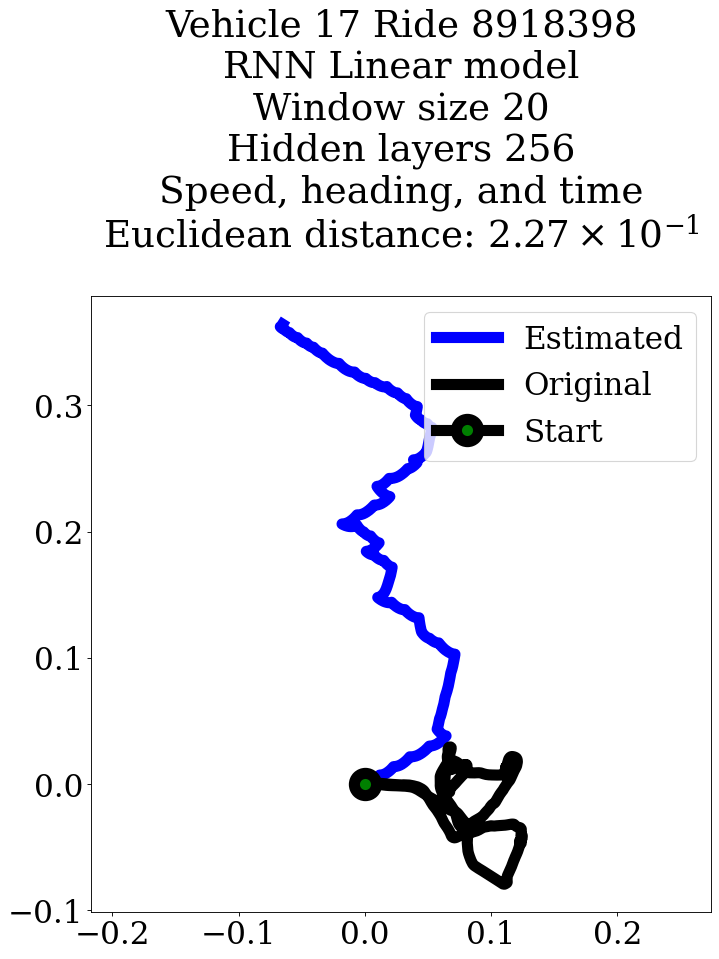 Vehicle 17 Ride 8918398
RNN Linear model
Window size 20
Hidden layers 256
Speed, heading, and time
Euclidean distance: 2.27 × 10⁻¹
Estimated
Original
Start
0.3
0.2
0.1
0.0
−0.1
−0.2 −0.1 0.0 0.1 0.2